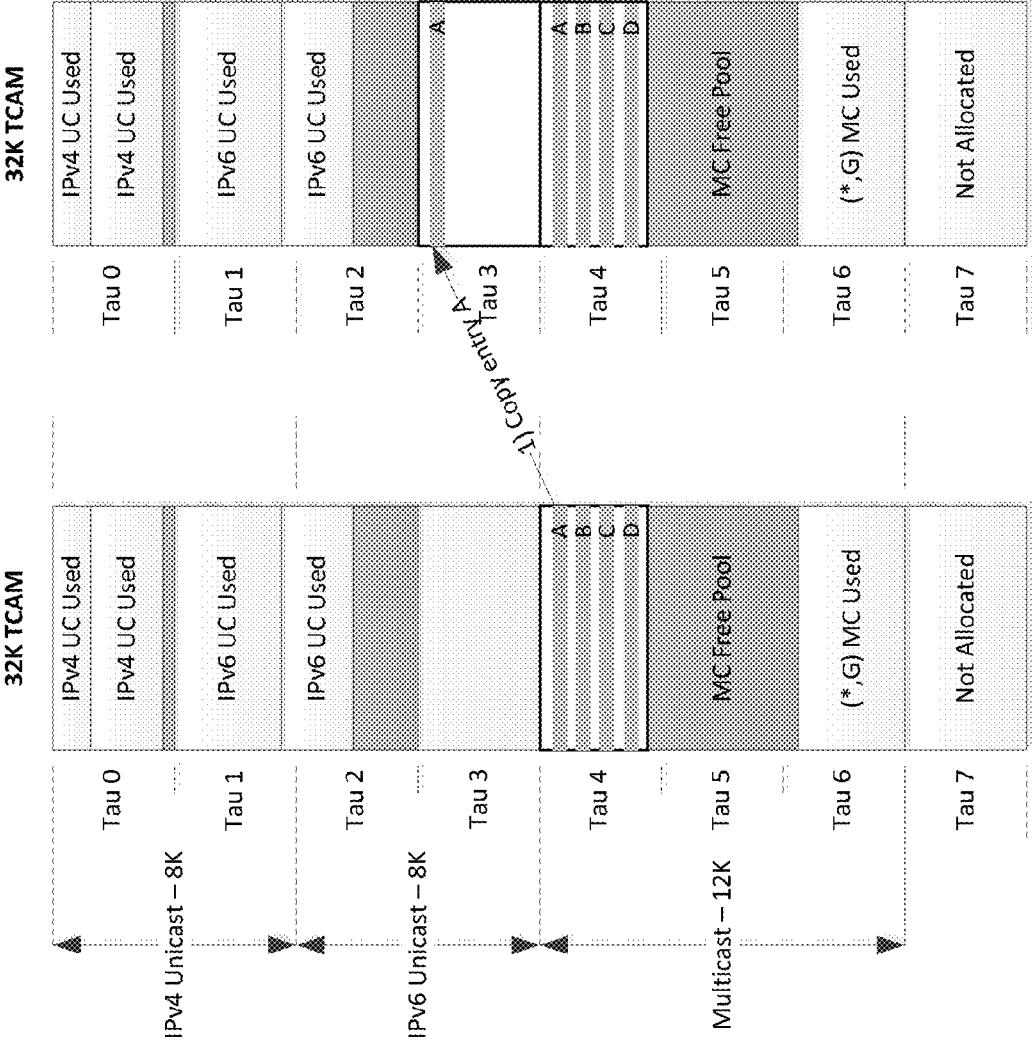 32K TCAM
IPv4 Unicast – 8K
IPv6 Unicast – 8K
Multicast – 12K
Tau 0
Tau 1
Tau 2
Tau 3
Tau 4
Tau 5
Tau 6
Tau 7
IPv4 UC Used
IPv4 UC Used
IPv6 UC Used
IPv6 UC Used
A
B
C
D
MC Free Pool
(*,G) MC Used
Not Allocated
1) Copy entry A
32K TCAM
Tau 0
Tau 1
Tau 2
Tau 3
Tau 4
Tau 5
Tau 6
Tau 7
IPv4 UC Used
IPv4 UC Used
IPv6 UC Used
IPv6 UC Used
A
A
B
C
D
MC Free Pool
(*,G) MC Used
Not Allocated